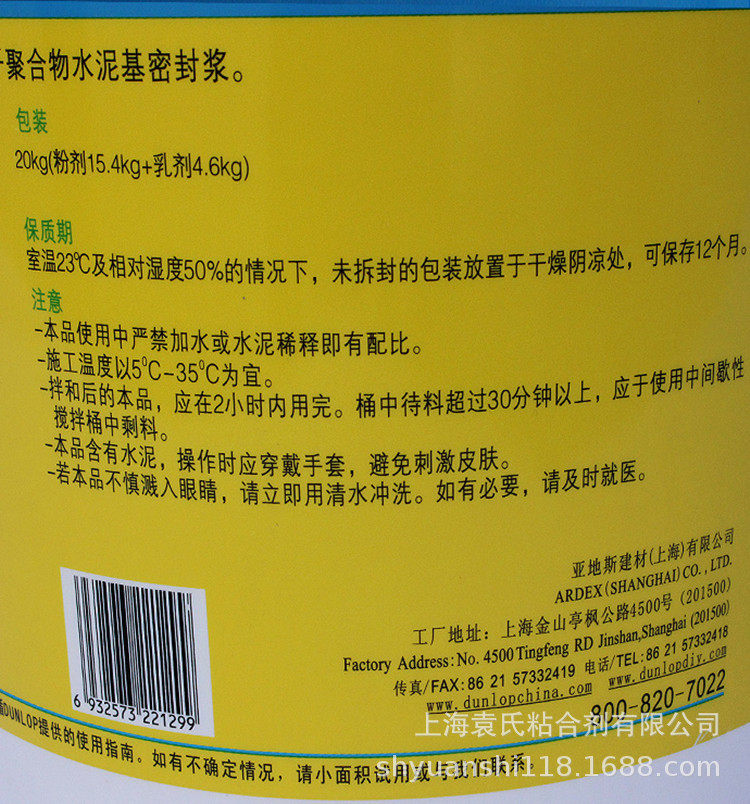 聚合物水泥基密封浆。
包装
20kg(粉剂15.4kg+乳剂4.6kg)
保质期
室温23℃及相对湿度50%的情况下，未拆封的包装放置于干燥阴凉处，可保存12个月。
注意
-本品使用中严禁加水或水泥稀释即有配比。
-施工温度以5⁰C-35⁰C为宜。
-拌和后的本品，应在2小时内用完。桶中待料超过30分钟以上，应于使用中间歇性
搅拌桶中剩料。
-本品含有水泥，操作时应穿戴手套，避免刺激皮肤。
-若本品不慎溅入眼睛，请立即用清水冲洗。如有必要，请及时就医。
亚地斯建材(上海)有限公司
ARDEX(SHANGHAI)CO.,LTD.
工厂地址：上海金山亭枫公路4500号（201500）
Factory Address: No. 4500 Tingfeng RD Jinshan,Shanghai (201500)
传真/FAX: 86 21 57332419 电话/TEL: 86 21 57332418
www.dunlopchina.com www.dunlopdiy.com
800-820-7022
6 932573 221299
DUNLOP提供的使用指南。如有不确定情况，请小面积试用或与我们联系。
上海袁氏粘合剂有限公司
shyuanshi118.1688.com